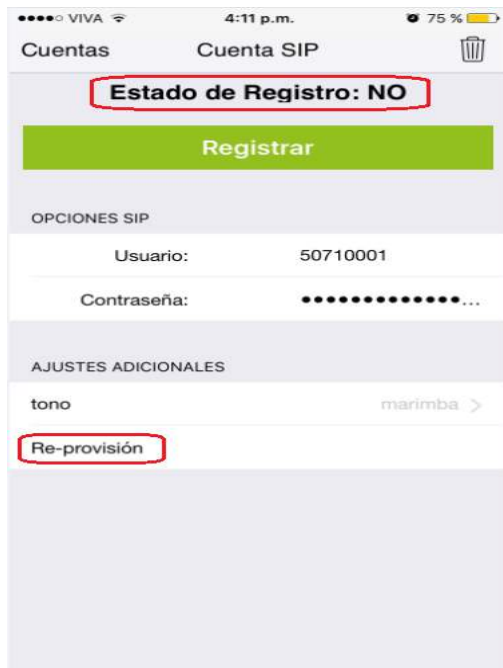 VIVA 4:11 p.m. 75 %
Cuentas Cuenta SIP
Estado de Registro: NO
Registrar
OPCIONES SIP
Usuario: 50710001
Contraseña: ●●●●●●●●●●●●●...
AJUSTES ADICIONALES
tono marimba >
Re-provisión